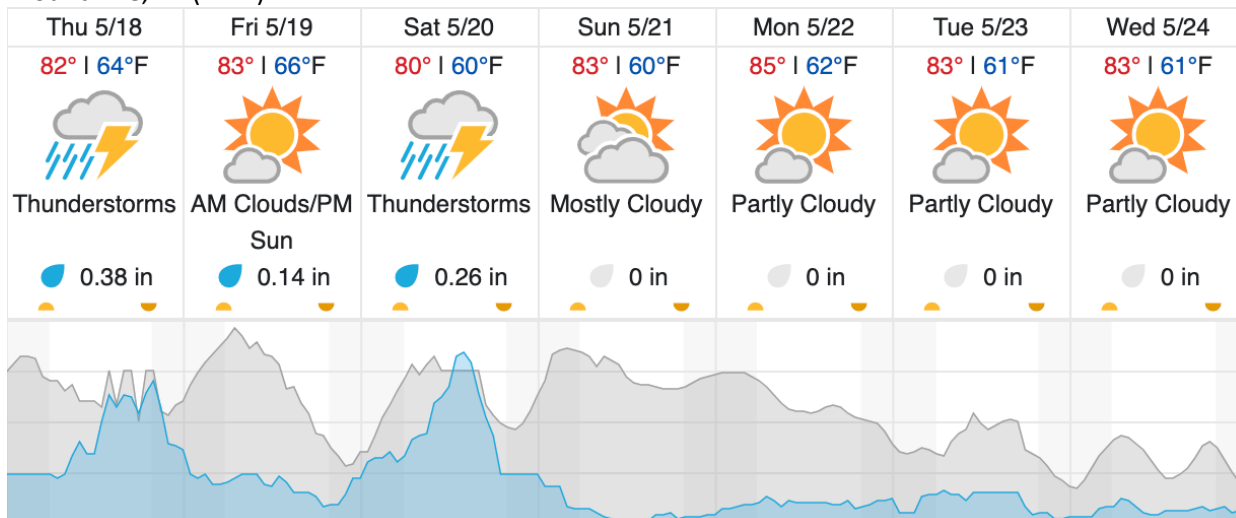 Thu 5/18 Fri 5/19 Sat 5/20 Sun 5/21 Mon 5/22 Tue 5/23 Wed 5/24
82° | 64°F 83° | 66°F 80° | 60°F 83° | 60°F 85° | 62°F 83° | 61°F 83° | 61°F
Thunderstorms AM Clouds/PM Thunderstorms Mostly Cloudy Partly Cloudy Partly Cloudy Partly Cloudy
Sun
0.38 in 0.14 in 0.26 in 0 in 0 in 0 in 0 in